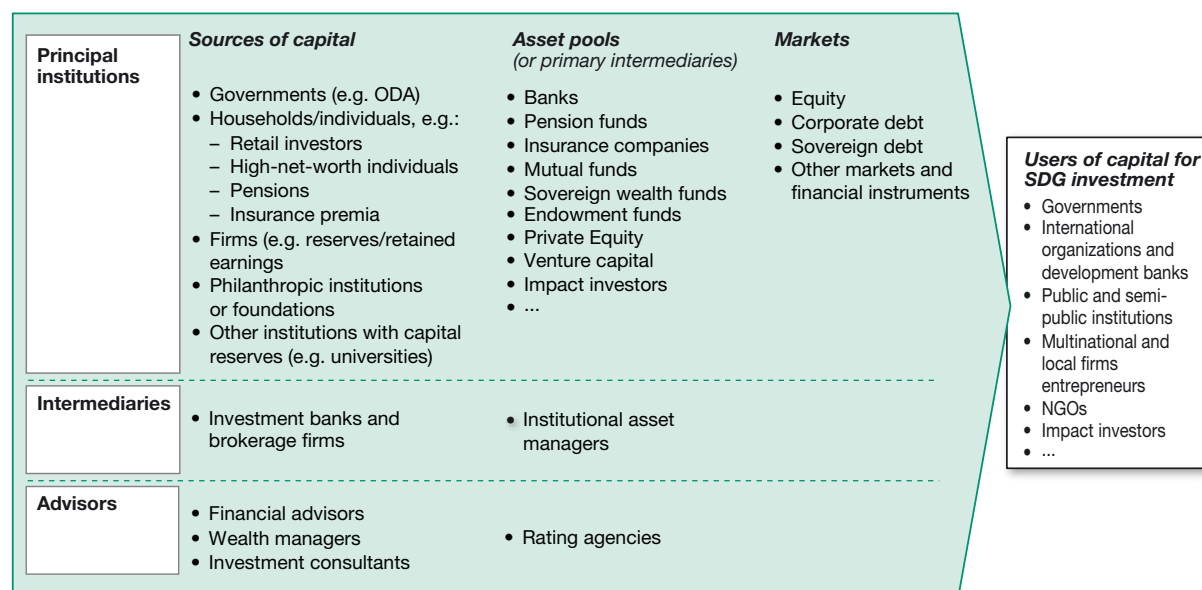 Principal
institutions
Sources of capital
• Governments (e.g. ODA)
• Households/individuals, e.g.:
– Retail investors
– High-net-worth individuals
– Pensions
– Insurance premia
• Firms (e.g. reserves/retained
earnings
• Philanthropic institutions
or foundations
• Other institutions with capital
reserves (e.g. universities)
Asset pools
(or primary intermediaries)
• Banks
• Pension funds
• Insurance companies
• Mutual funds
• Sovereign wealth funds
• Endowment funds
• Private Equity
• Venture capital
• Impact investors
• ...
Markets
• Equity
• Corporate debt
• Sovereign debt
• Other markets and
financial instruments
Intermediaries
• Investment banks and
brokerage firms
• Institutional asset
managers
Advisors
• Financial advisors
• Wealth managers
• Investment consultants
• Rating agencies
Users of capital for
SDG investment
• Governments
• International
organizations and
development banks
• Public and semi-
public institutions
• Multinational and
local firms
entrepreneurs
• NGOs
• Impact investors
• ...